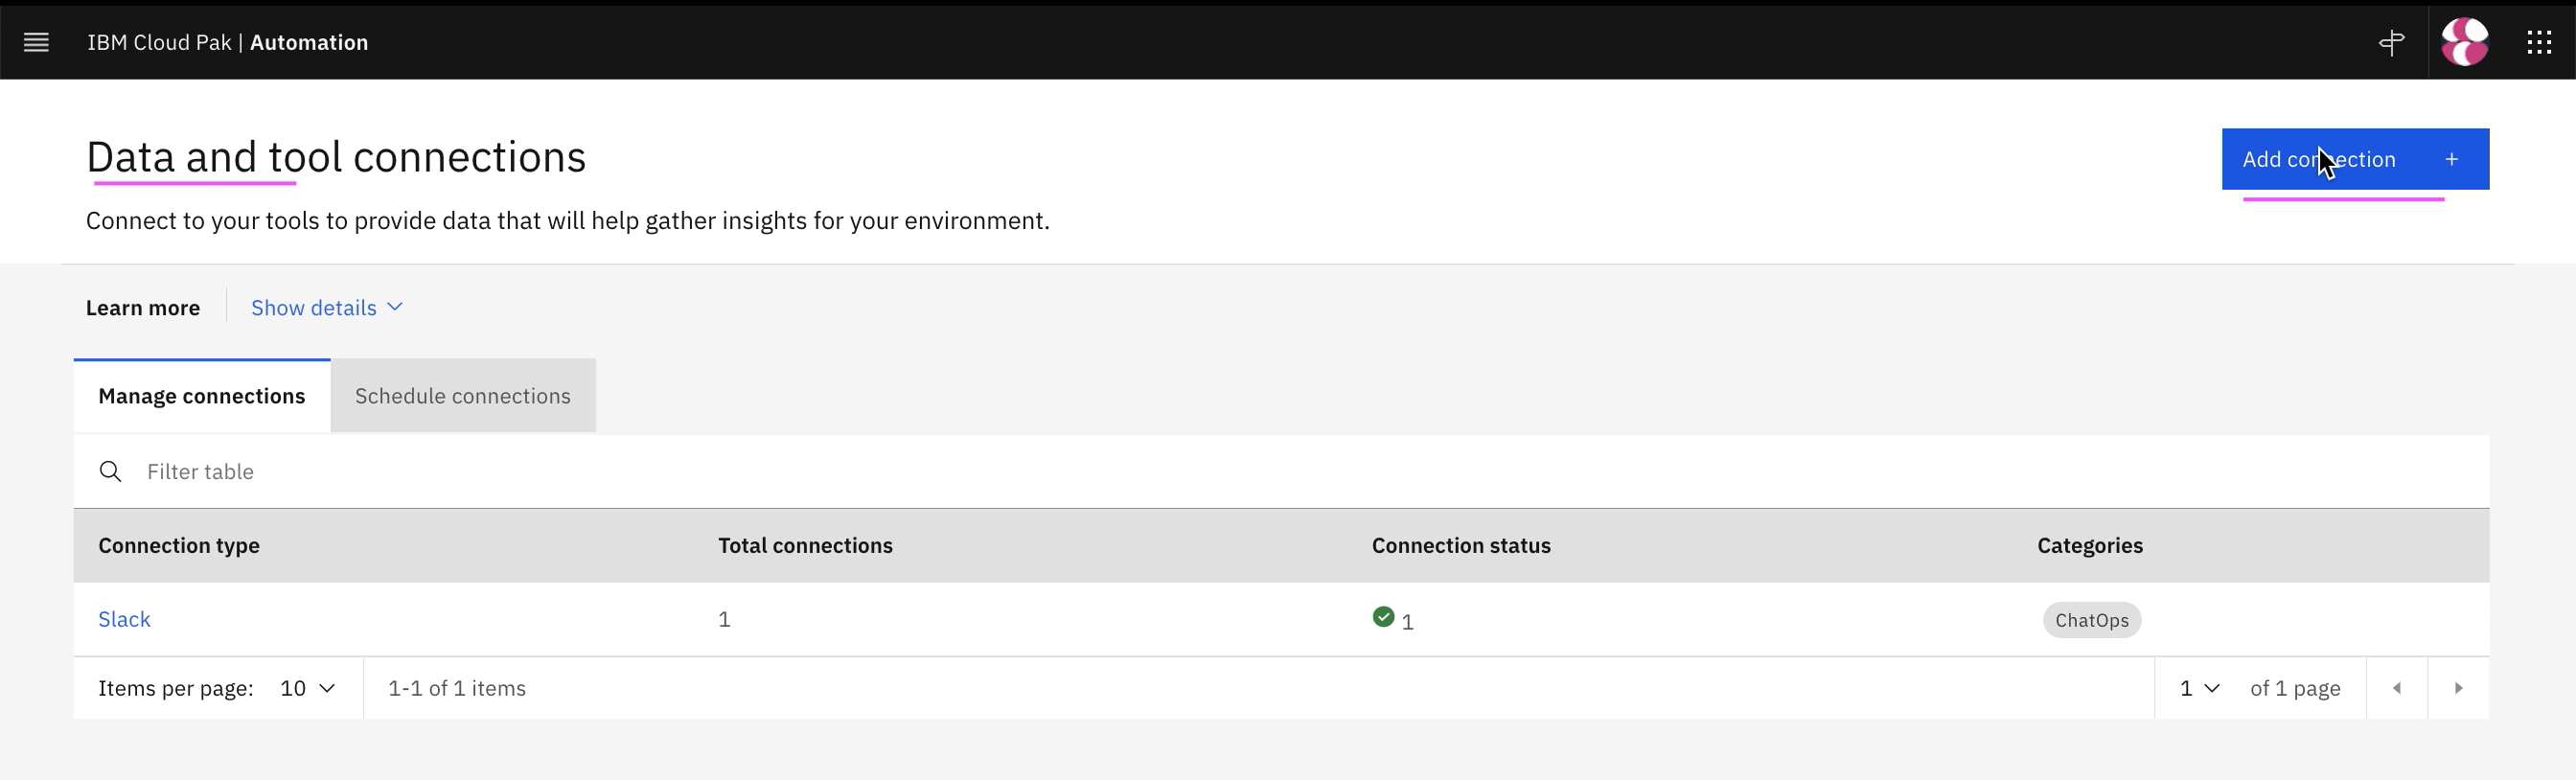 IBM Cloud Pak | Automation
Data and tool connections
Add connection +
Connect to your tools to provide data that will help gather insights for your environment.
Learn more Show details
Manage connections Schedule connections
Filter table
Connection type Total connections Connection status Categories
Slack 1 1 ChatOps
Items per page: 10 1-1 of 1 items 1 of 1 page